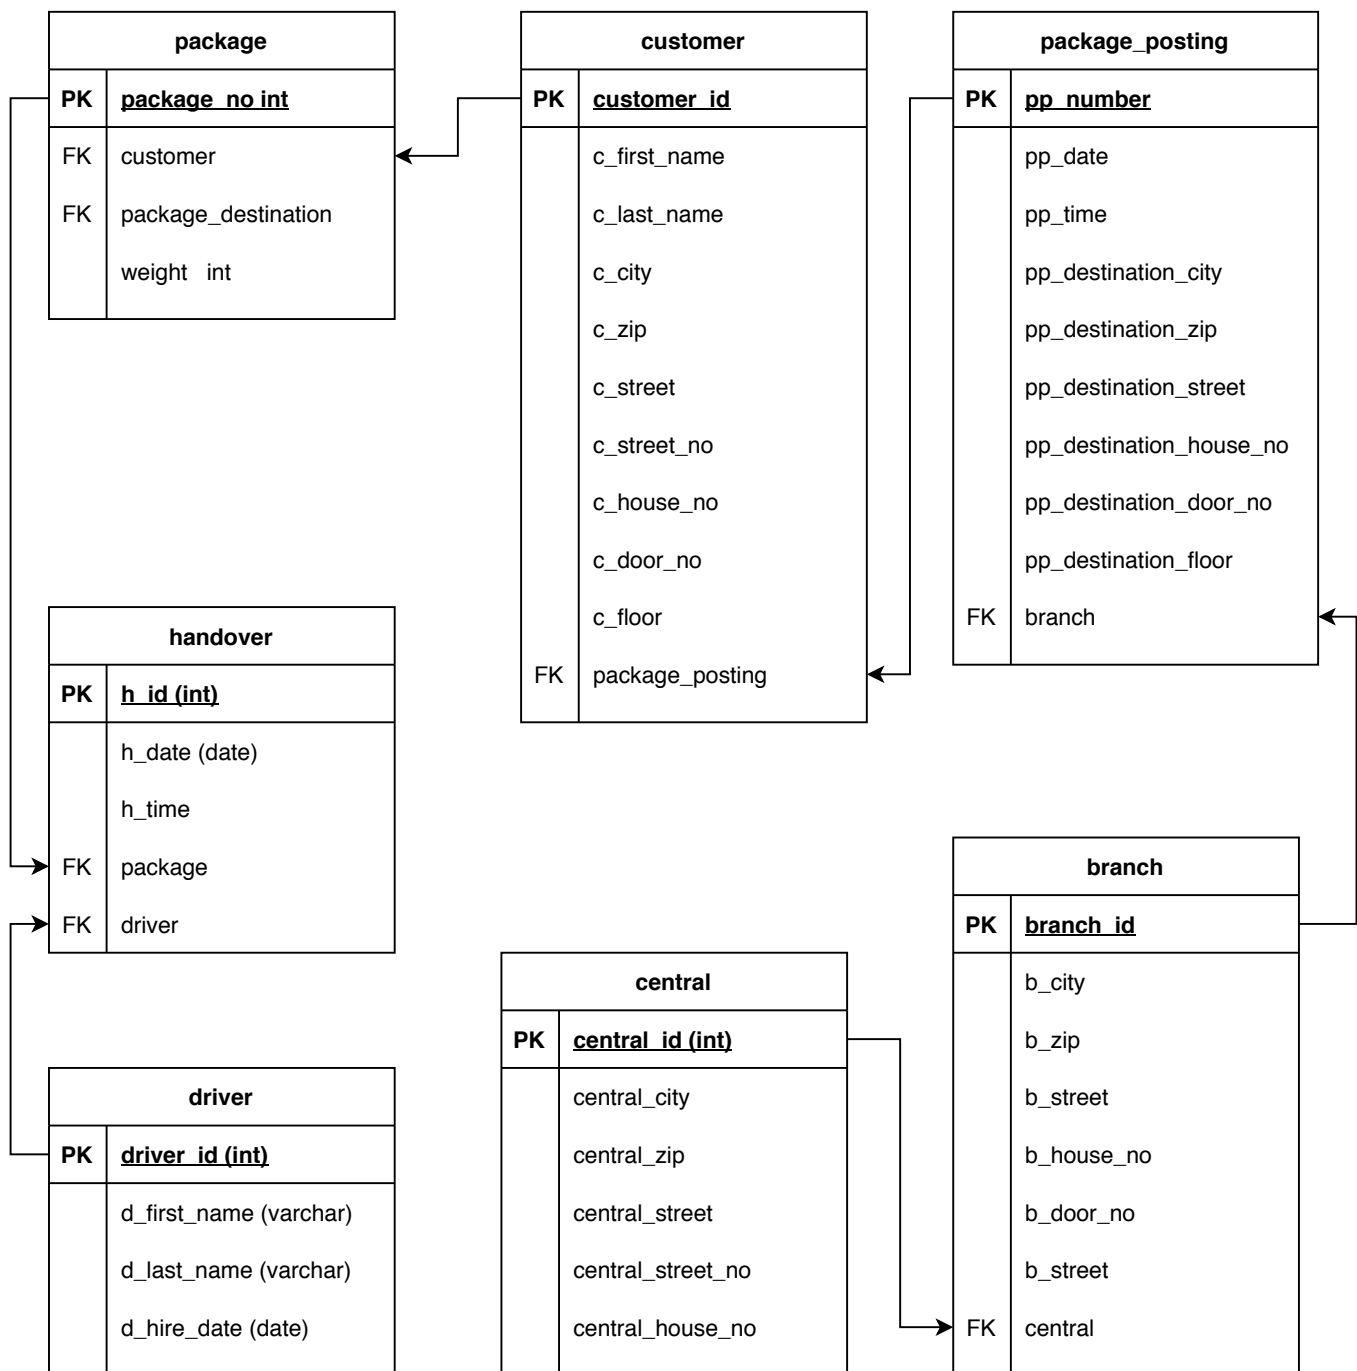 package
PK package_no int
FK customer
FK package_destination
weight int
customer
PK customer_id
c_first_name
c_last_name
c_city
c_zip
c_street
c_street_no
c_house_no
c_door_no
c_floor
FK package_posting
package_posting
PK pp_number
pp_date
pp_time
pp_destination_city
pp_destination_zip
pp_destination_street
pp_destination_house_no
pp_destination_door_no
pp_destination_floor
FK branch
handover
PK h_id (int)
h_date (date)
h_time
FK package
FK driver
driver
PK driver_id (int)
d_first_name (varchar)
d_last_name (varchar)
d_hire_date (date)
central
PK central_id (int)
central_city
central_zip
central_street
central_street_no
central_house_no
branch
PK branch_id
b_city
b_zip
b_street
b_house_no
b_door_no
b_street
FK central